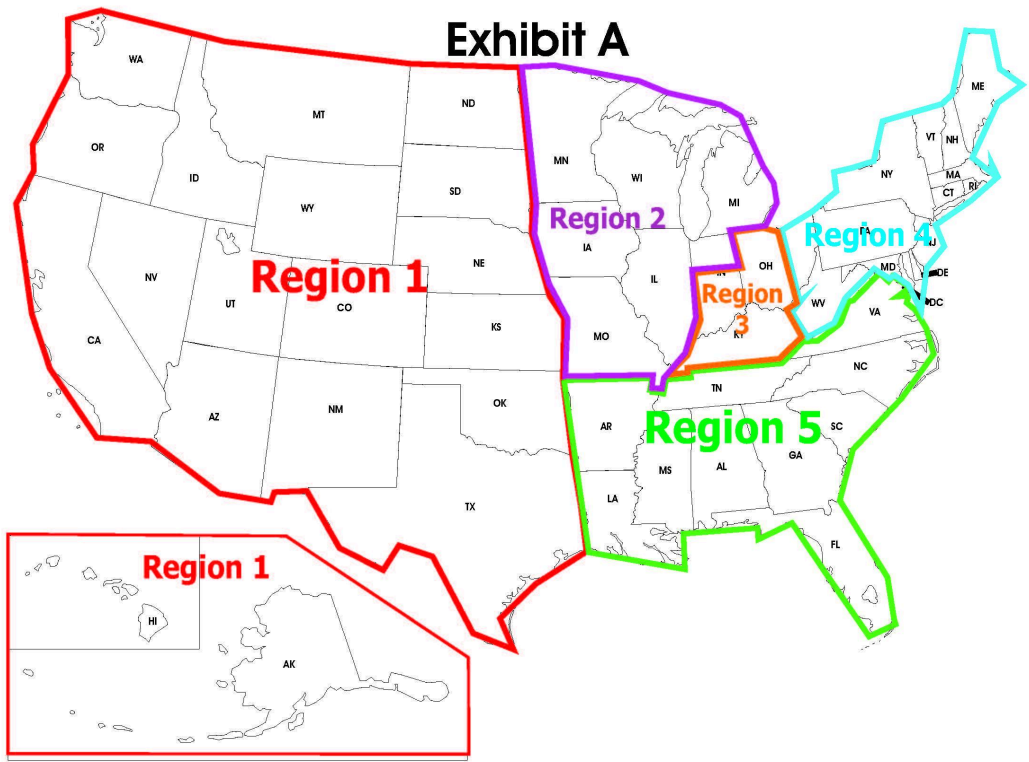 Exhibit A
WA
OR
ID
MT
ND
SD
WY
NE
NV
UT
CO
KS
CA
AZ
NM
OK
TX
Region 1
MN
WI
MI
IA
IL
MO
Region 2
IN
OH
KY
Region
3
ME
VT
NH
NY
MA
CT
RI
PA
NJ
MD
DE
DC
WV
Region 4
VA
NC
TN
AR
SC
MS
AL
GA
LA
FL
Region 5
Region 1
HI
AK